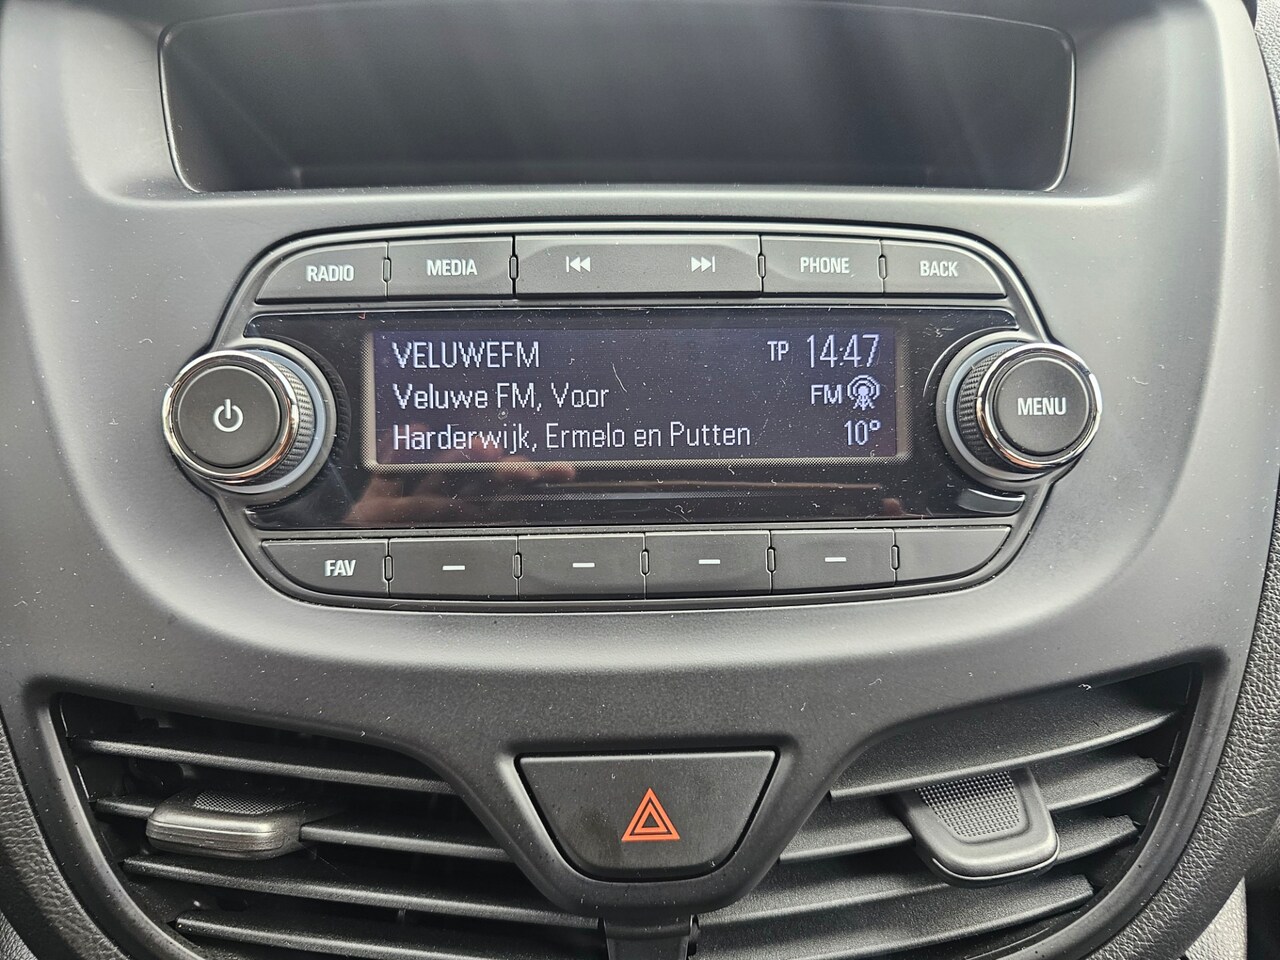 RADIO MEDIA PHONE BACK
VELUWEFM TP 14:47
Veluwe FM, Voor FM
Harderwijk, Ermelo en Putten 10°
MENU
FAV